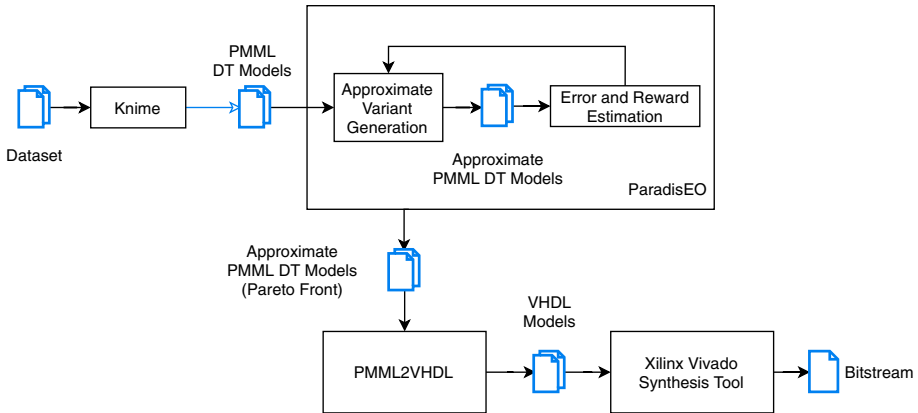 PMML
DT Models
Knime
Dataset
Approximate
Variant
Generation
Error and Reward
Estimation
Approximate
PMML DT Models
ParadisEO
Approximate
PMML DT Models
(Pareto Front)
VHDL
Models
PMML2VHDL
Xilinx Vivado
Synthesis Tool
Bitstream